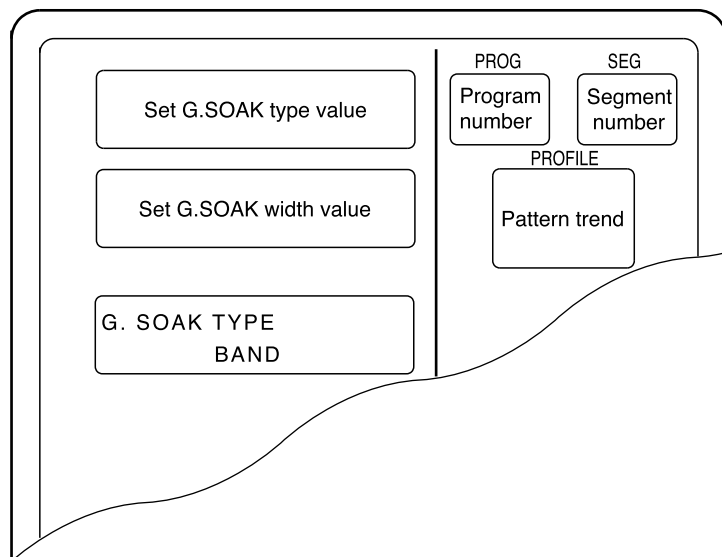 Set G.SOAK type value
Set G.SOAK width value
G. SOAK TYPE
BAND
PROG
Program
number
SEG
Segment
number
PROFILE
Pattern trend